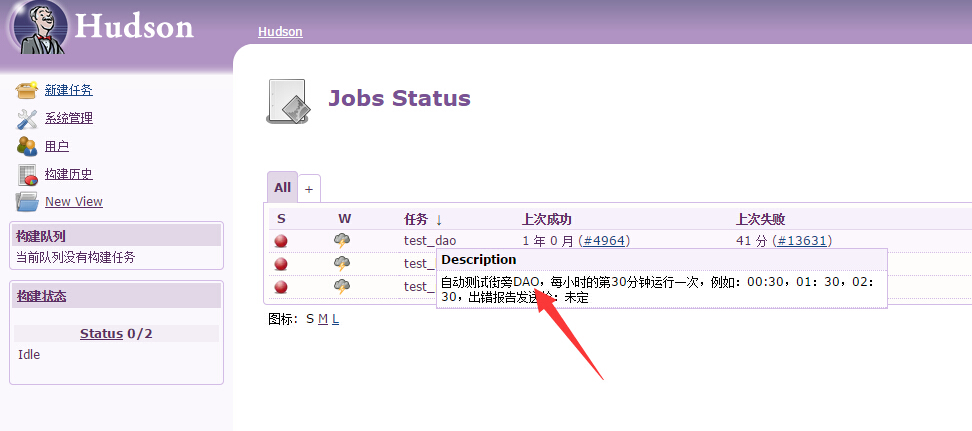 Hudson
Hudson
新建任务
系统管理
用户
构建历史
New View
构建队列
当前队列没有构建任务
构建状态
Status 0/2
Idle
Jobs Status
All +
S W 任务 ↓ 上次成功 上次失败
test_dao 1 年 0 月 (#4964) 41 分 (#13631)
test_
test_
Description
自动测试街旁DAO，每小时的第30分钟运行一次，例如：00:30，01：30，02：
30，出错报告发送给：未定
图标： S M L